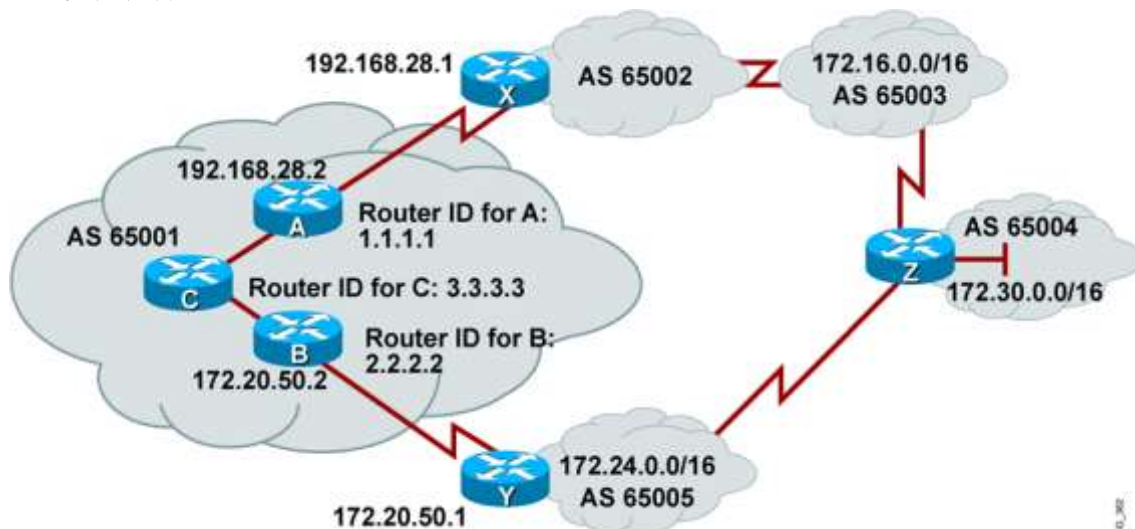 192.168.28.1
X
AS 65002
172.16.0.0/16
AS 65003
192.168.28.2
A
Router ID for A:
1.1.1.1
AS 65001
C
Router ID for C: 3.3.3.3
B
Router ID for B:
2.2.2.2
172.20.50.2
AS 65004
Z
172.30.0.0/16
Y
172.24.0.0/16
AS 65005
172.20.50.1